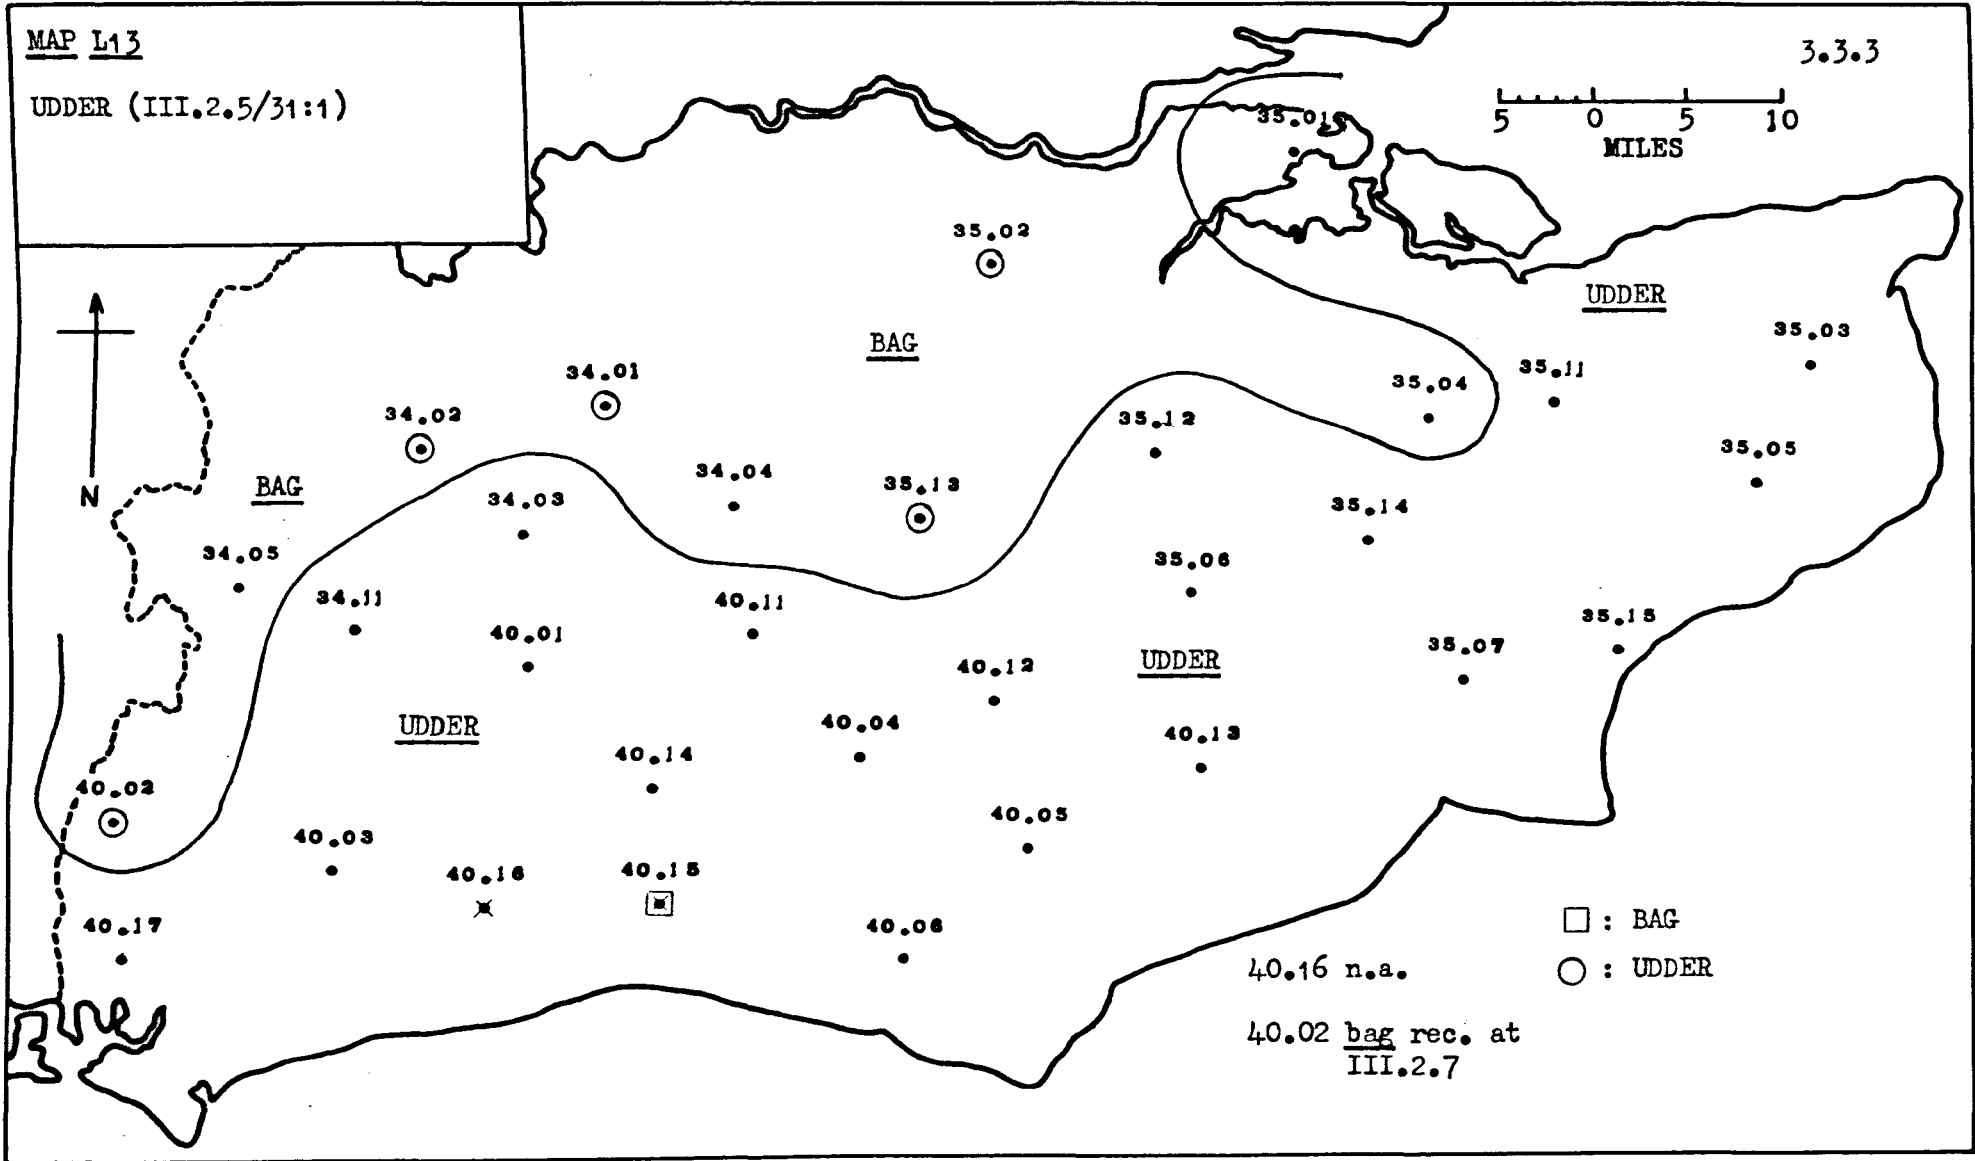 MAP L13
3.3.3
UDDER (III.2.5/31:1)
5 0 5 10
MILES
35.01
35.02
UDDER
35.03
BAG
35.11
34.01
35.04
34.02
35.12
35.05
34.04
35.13
BAG
N
34.03
35.14
34.05
35.06
34.11
40.11
35.15
40.01
35.07
40.12
UDDER
UDDER
40.04
40.13
40.14
40.02
40.05
40.03
40.15
40.16
40.17
40.06
□ : BAG
40.16 n.a.
○ : UDDER
40.02 bag rec. at
III.2.7